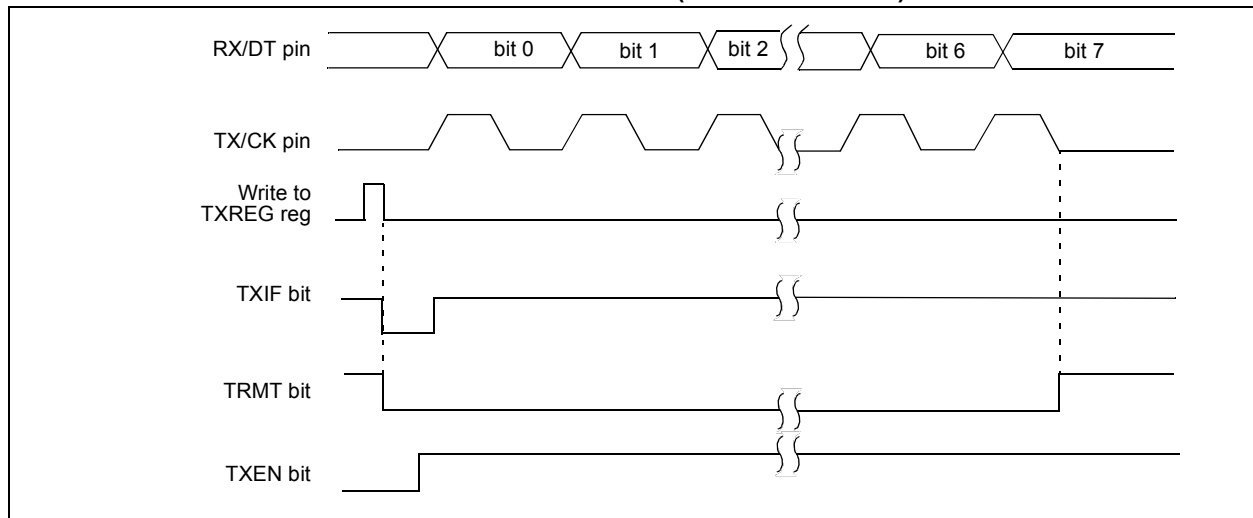 RX/DT pin
bit 0
bit 1
bit 2
bit 6
bit 7
TX/CK pin
Write to
TXREG reg
TXIF bit
TRMT bit
TXEN bit